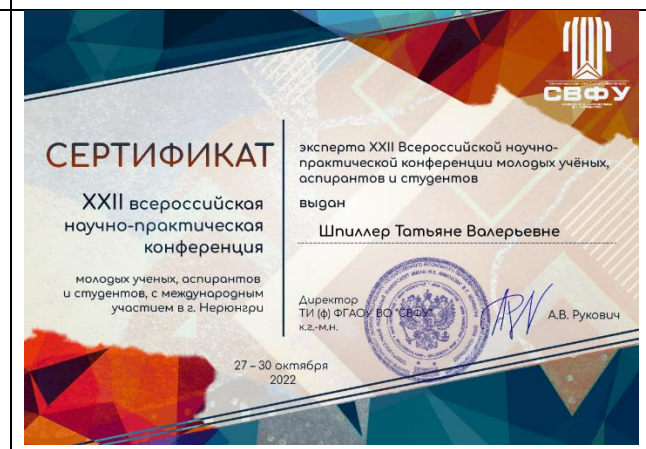 СВФУ
СЕРТИФИКАТ
XXII всероссийская
научно-практическая
конференция
молодых ученых, аспирантов
и студентов, с международным
участием в г. Нерюнгри
эксперта XXII Всероссийской научно-
практической конференции молодых учёных,
аспирантов и студентов
выдан
Шпиллер Татьяне Валерьевне
Директор
ТИ (ф) ФГАОУ ВО "СВФУ"
к.г.-м.н.
А.В. Рукович
27 – 30 октября
2022